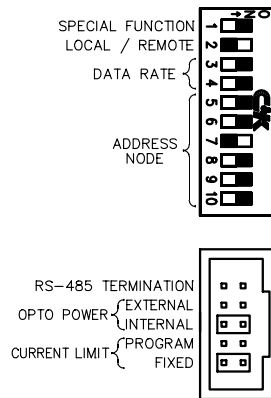 ON
SPECIAL FUNCTION 1
LOCAL / REMOTE 2
DATA RATE 3
4
5
ADDRESS 6
NODE 7
8
9
10
C&K
RS-485 TERMINATION
OPTO POWER EXTERNAL
INTERNAL
CURRENT LIMIT PROGRAM
FIXED